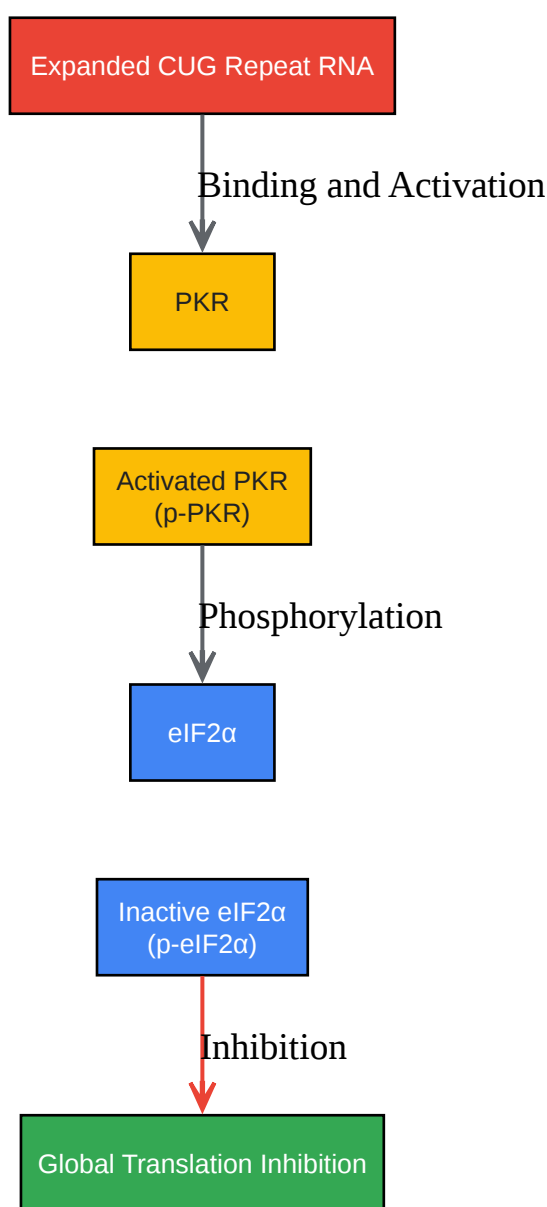 Expanded CUG Repeat RNA
Binding and Activation
PKR
Activated PKR
(p-PKR)
Phosphorylation
eIF2α
Inactive eIF2α
(p-eIF2α)
Inhibition
Global Translation Inhibition